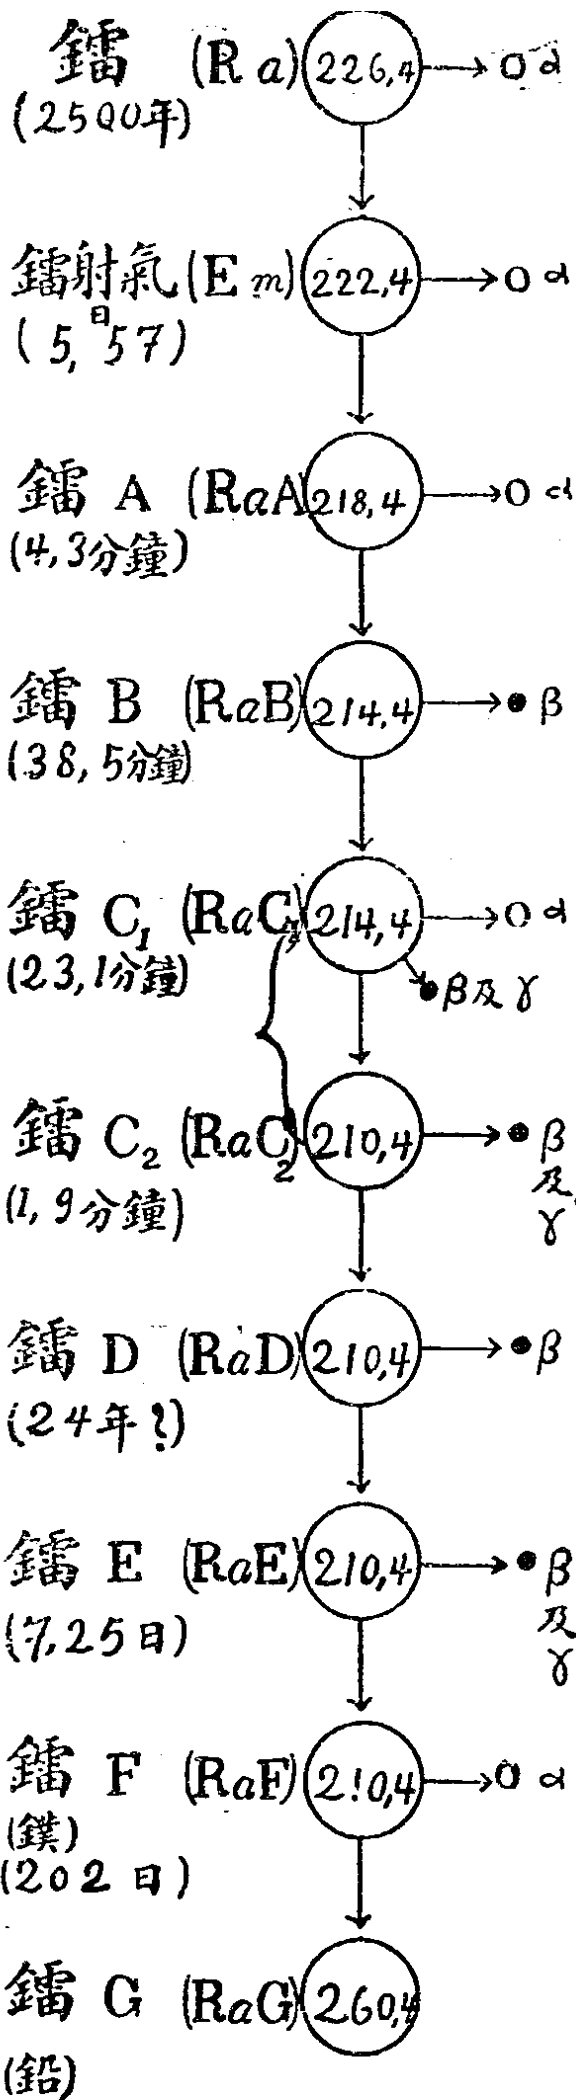 鐳 (Ra) 226,4 O α
(2500年)
鐳射氣 (Em) 222,4 O α
(5,日57)
鐳 A (RaA) 218,4 O α
(4,3分鐘)
鐳 B (RaB) 214,4 ● β
(38,5分鐘)
鐳 C₁ (RaC₁) 214,4 O α
(23,1分鐘) ● β及γ
鐳 C₂ (RaC₂) 210,4 ● β
及
(1,9分鐘) γ
鐳 D (RaD) 210,4 ● β
(24年?)
鐳 E (RaE) 210,4 ● β
及
(7,25日) γ
鐳 F (RaF) 210,4 O α
(鏷)
(202日)
鐳 G (RaG) 260,4
(鉛)